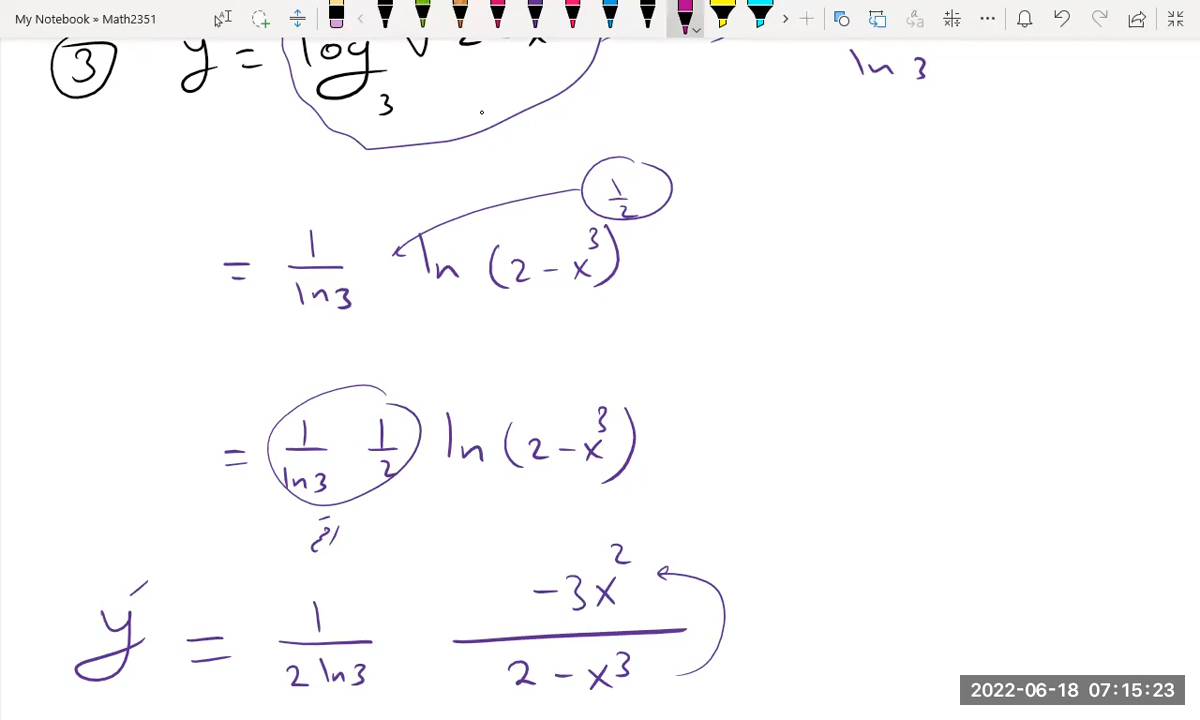 My Notebook » Math2351
③ y = log₃ √2 - x
ln 3
= 1/ln3 ln (2 - x³)^(1/2)
= 1/ln3 1/2 ln (2 - x³)
y′ = 1/(2 ln3) (-3x²)/(2 - x³)
2022-06-18 07:15:23